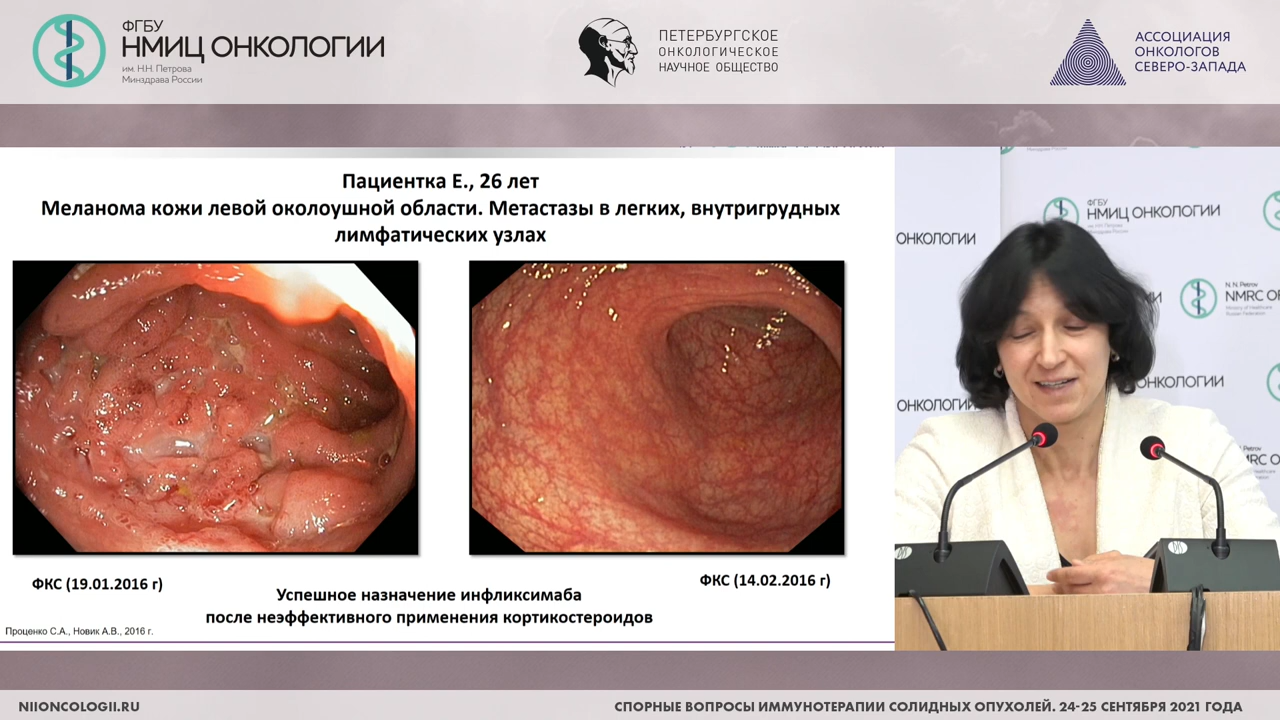 ФГБУ
НМИЦ ОНКОЛОГИИ
им. Н.Н. Петрова
Минздрава России
ПЕТЕРБУРГСКОЕ
ОНКОЛОГИЧЕСКОЕ
НАУЧНОЕ ОБЩЕСТВО
АССОЦИАЦИЯ
ОНКОЛОГОВ
СЕВЕРО-ЗАПАДА
Пациентка Е., 26 лет
Меланома кожи левой околоушной области. Метастазы в легких, внутригрудных
лимфатических узлах
ФКС (19.01.2016 г)
ФКС (14.02.2016 г)
Успешное назначение инфликсимаба
после неэффективного применения кортикостероидов
Проценко С.А., Новик А.В., 2016 г.
ФГБУ
НМИЦ ОНКОЛОГИИ
ОНКОЛОГИИ
N. N. Petrov
NMRC O
ОНКОЛОГИИ
ОНКОЛОГИИ
NIIONCOLOGII.RU
СПОРНЫЕ ВОПРОСЫ ИММУНОТЕРАПИИ СОЛИДНЫХ ОПУХОЛЕЙ. 24-25 СЕНТЯБРЯ 2021 ГОДА